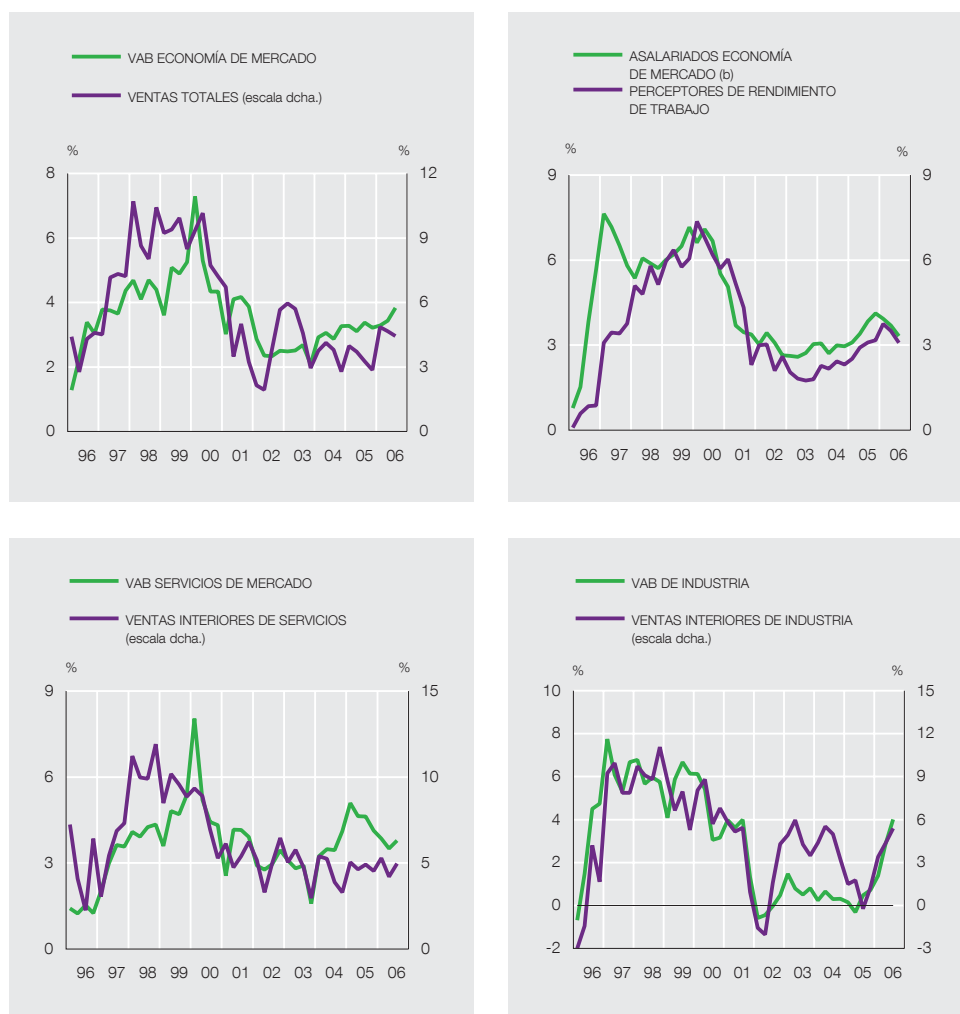 VAB ECONOMÍA DE MERCADO
VENTAS TOTALES (escala dcha.)
% %
8 12
6 9
4 6
2 3
0 0
96 97 98 99 00 01 02 03 04 05 06
ASALARIADOS ECONOMÍA
DE MERCADO (b)
PERCEPTORES DE RENDIMIENTO
DE TRABAJO
% %
9 9
6 6
3 3
0 0
96 97 98 99 00 01 02 03 04 05 06
VAB SERVICIOS DE MERCADO
VENTAS INTERIORES DE SERVICIOS
(escala dcha.)
% %
9 15
6 10
3 5
0 0
96 97 98 99 00 01 02 03 04 05 06
VAB DE INDUSTRIA
VENTAS INTERIORES DE INDUSTRIA
(escala dcha.)
% %
10 15
8 12
6 9
4 6
2 3
0 0
-2 -3
96 97 98 99 00 01 02 03 04 05 06